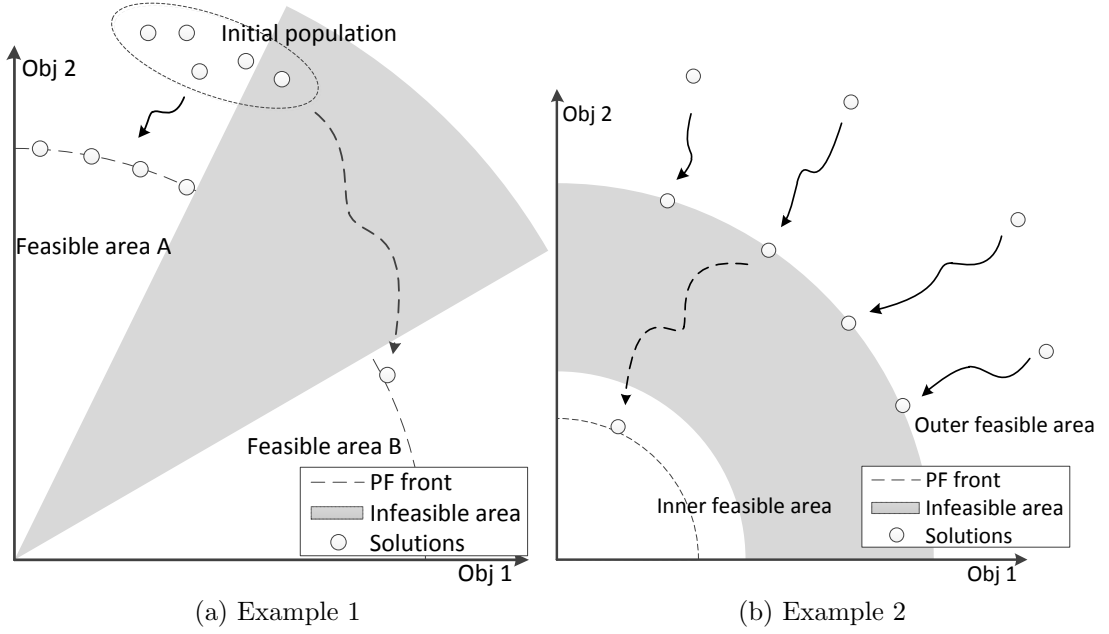 Initial population
Obj 2
Feasible area A
Feasible area B
PF front
Infeasible area
Solutions
Obj 1
(a) Example 1
Obj 2
Outer feasible area
Inner feasible area
PF front
Infeasible area
Solutions
Obj 1
(b) Example 2